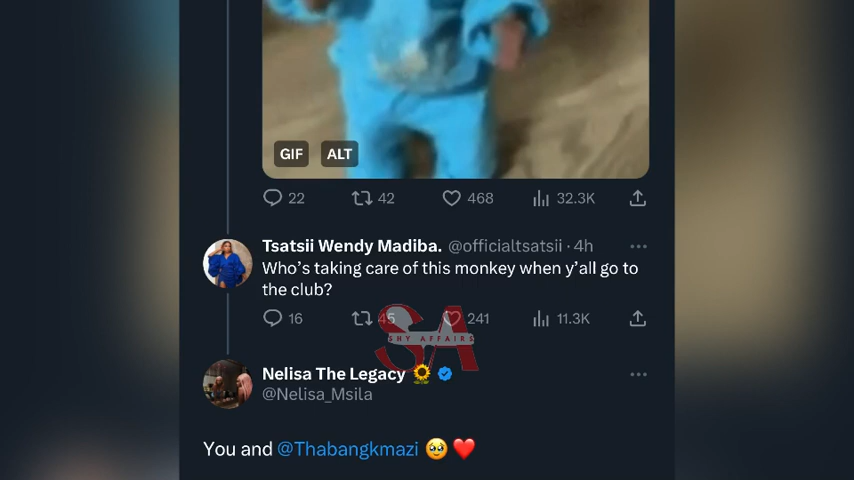 GIF ALT
22 42 468 32.3K
Tsatsii Wendy Madiba. @officialtsatsii · 4h
Who's taking care of this monkey when y'all go to
the club?
16 45 241 11.3K
SA
SHY AFFAIRS
Nelisa The Legacy 🌻
@Nelisa_Msila
You and @Thabangkmazi 🥹❤️